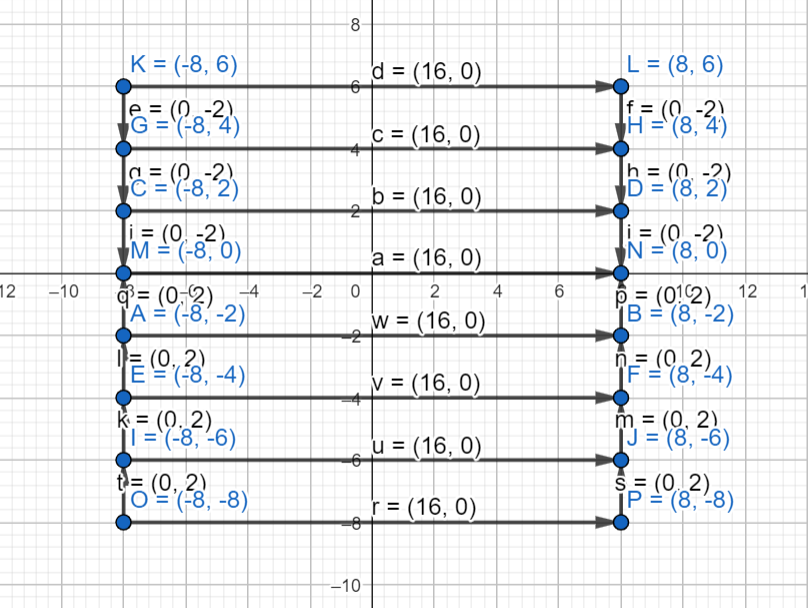 8
K = (-8, 6) d = (16, 0) L = (8, 6)
6
e = (0, -2) f = (0, -2)
G = (-8, 4) c = (16, 0) H = (8, 4)
4
g = (0, -2) h = (0, -2)
C = (-8, 2) b = (16, 0) D = (8, 2)
2
i = (0, -2) j = (0, -2)
M = (-8, 0) a = (16, 0) N = (8, 0)
12 −10 −4 −2 0 2 4 6 10 12 1
q = (0, 2) p = (0, 2)
A = (-8, -2) w = (16, 0) B = (8, -2)
−2
l = (0, 2) n = (0, 2)
E = (-8, -4) v = (16, 0) F = (8, -4)
−4
k = (0, 2) m = (0, 2)
I = (-8, -6) u = (16, 0) J = (8, -6)
−6
t = (0, 2) s = (0, 2)
O = (-8, -8) r = (16, 0) P = (8, -8)
−8
−10